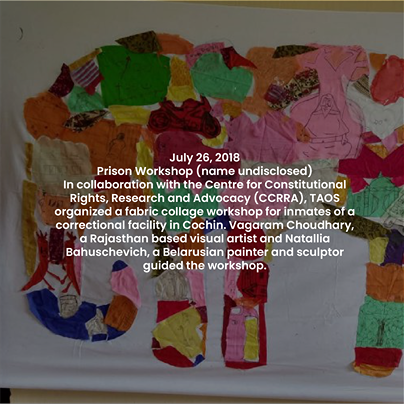 July 26, 2018
Prison Workshop (name undisclosed)
In collaboration with the Centre for Constitutional
Rights, Research and Advocacy (CCRRA), TAOS
organized a fabric collage workshop for inmates of a
correctional facility in Cochin. Vagaram Choudhary,
a Rajasthan based visual artist and Natallia
Bahuschevich, a Belarusian painter and sculptor
guided the workshop.